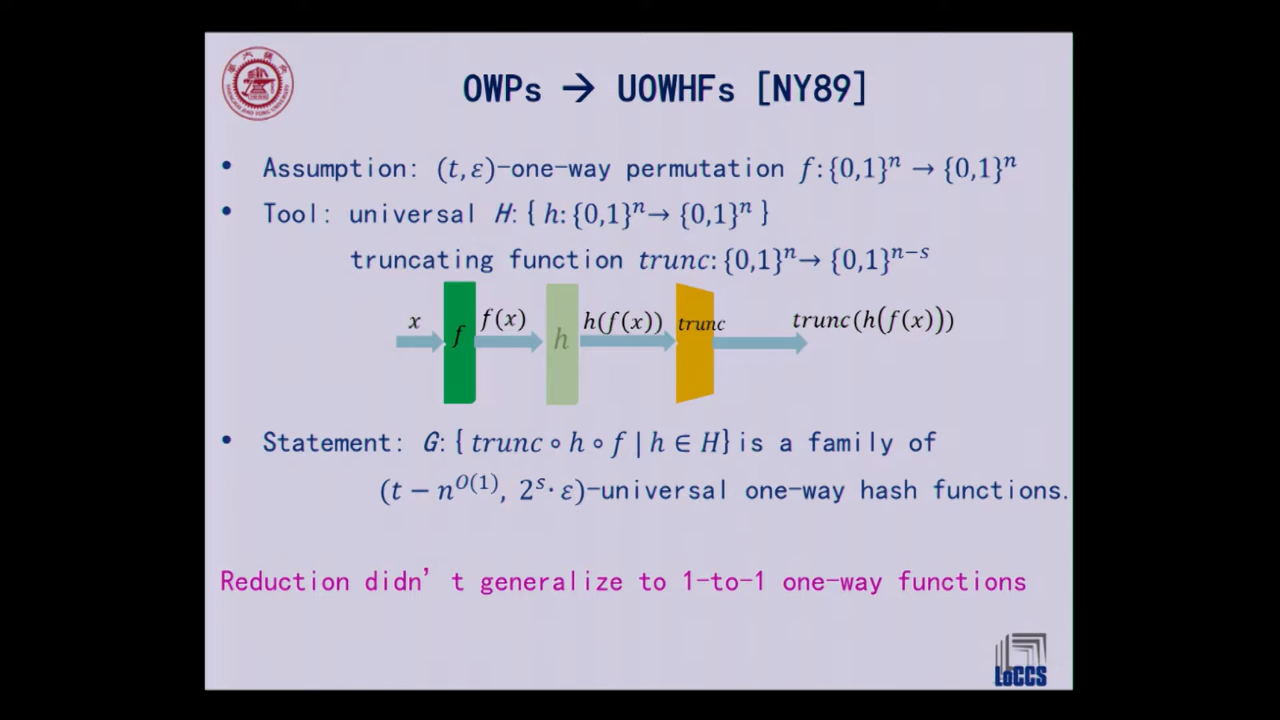 OWPs → UOWHFs [NY89]
• Assumption: (t, ε)-one-way permutation f: {0,1}ⁿ → {0,1}ⁿ
• Tool: universal H: { h: {0,1}ⁿ → {0,1}ⁿ }
truncating function trunc: {0,1}ⁿ → {0,1}ⁿ⁻ˢ
x f f(x) h h(f(x)) trunc trunc(h(f(x)))
• Statement: G: { trunc ∘ h ∘ f | h ∈ H} is a family of
(t − n^{O(1)}, 2ˢ · ε)-universal one-way hash functions.
Reduction didn't generalize to 1-to-1 one-way functions
LoCCS